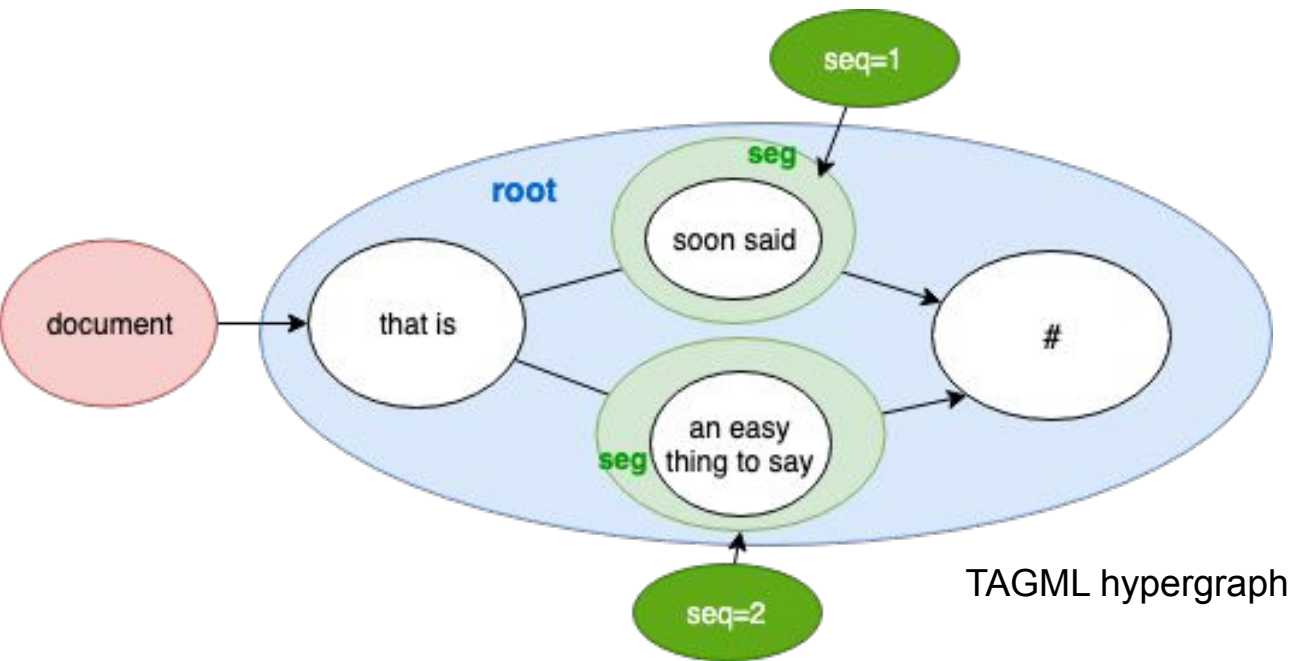 seq=1
seg
root
soon said
document
that is
#
an easy
thing to say
seg
seq=2
TAGML hypergraph